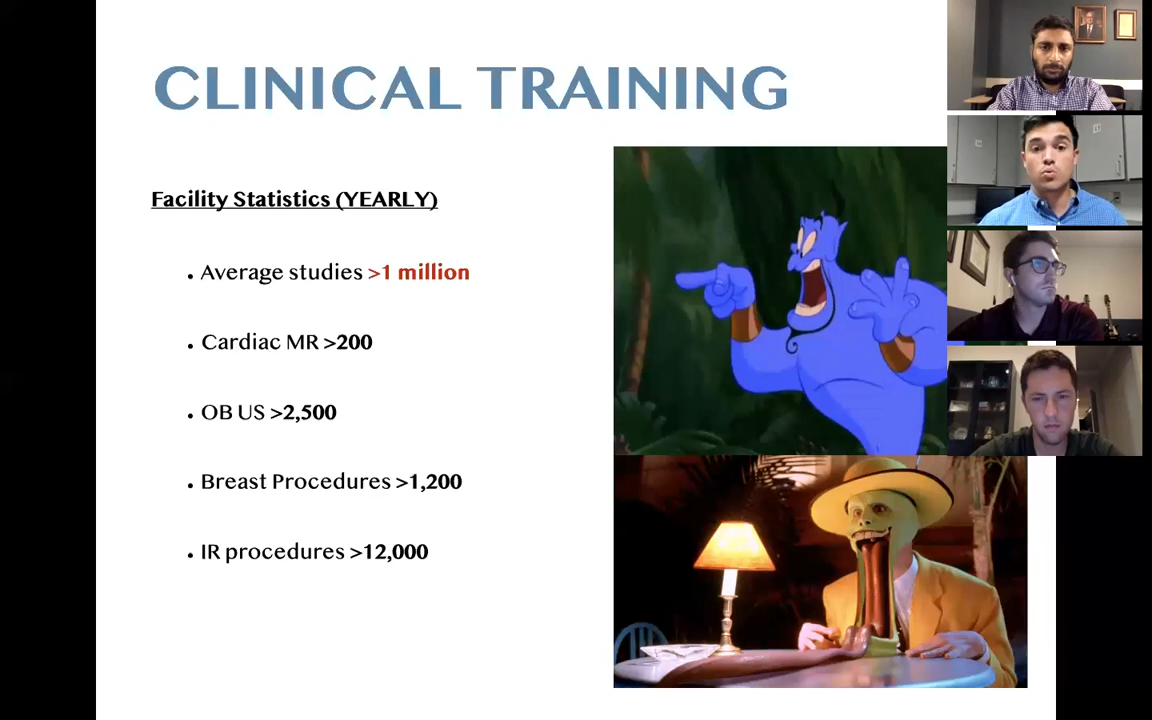 CLINICAL TRAINING
Facility Statistics (YEARLY)
• Average studies >1 million
• Cardiac MR >200
• OB US >2,500
• Breast Procedures >1,200
• IR procedures >12,000